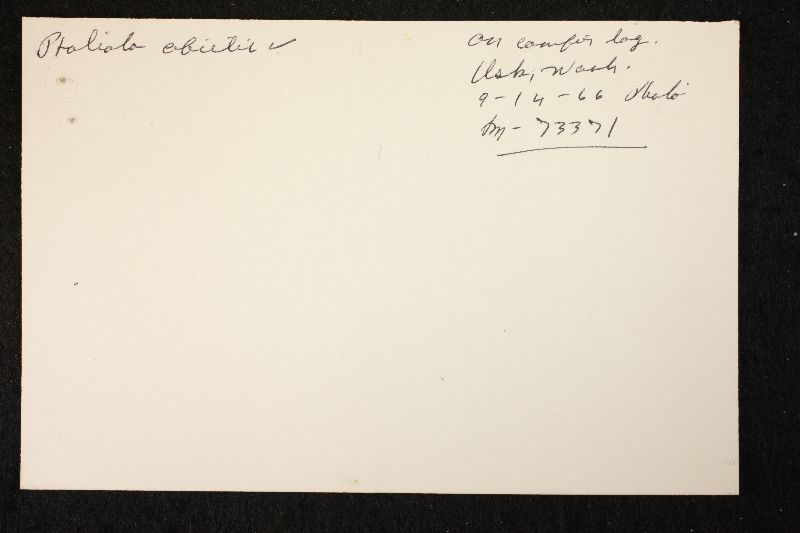 Pholiota abietis ✓
on conifer log.
Usk, Wash.
9-14-66 Photo
Sm-73371